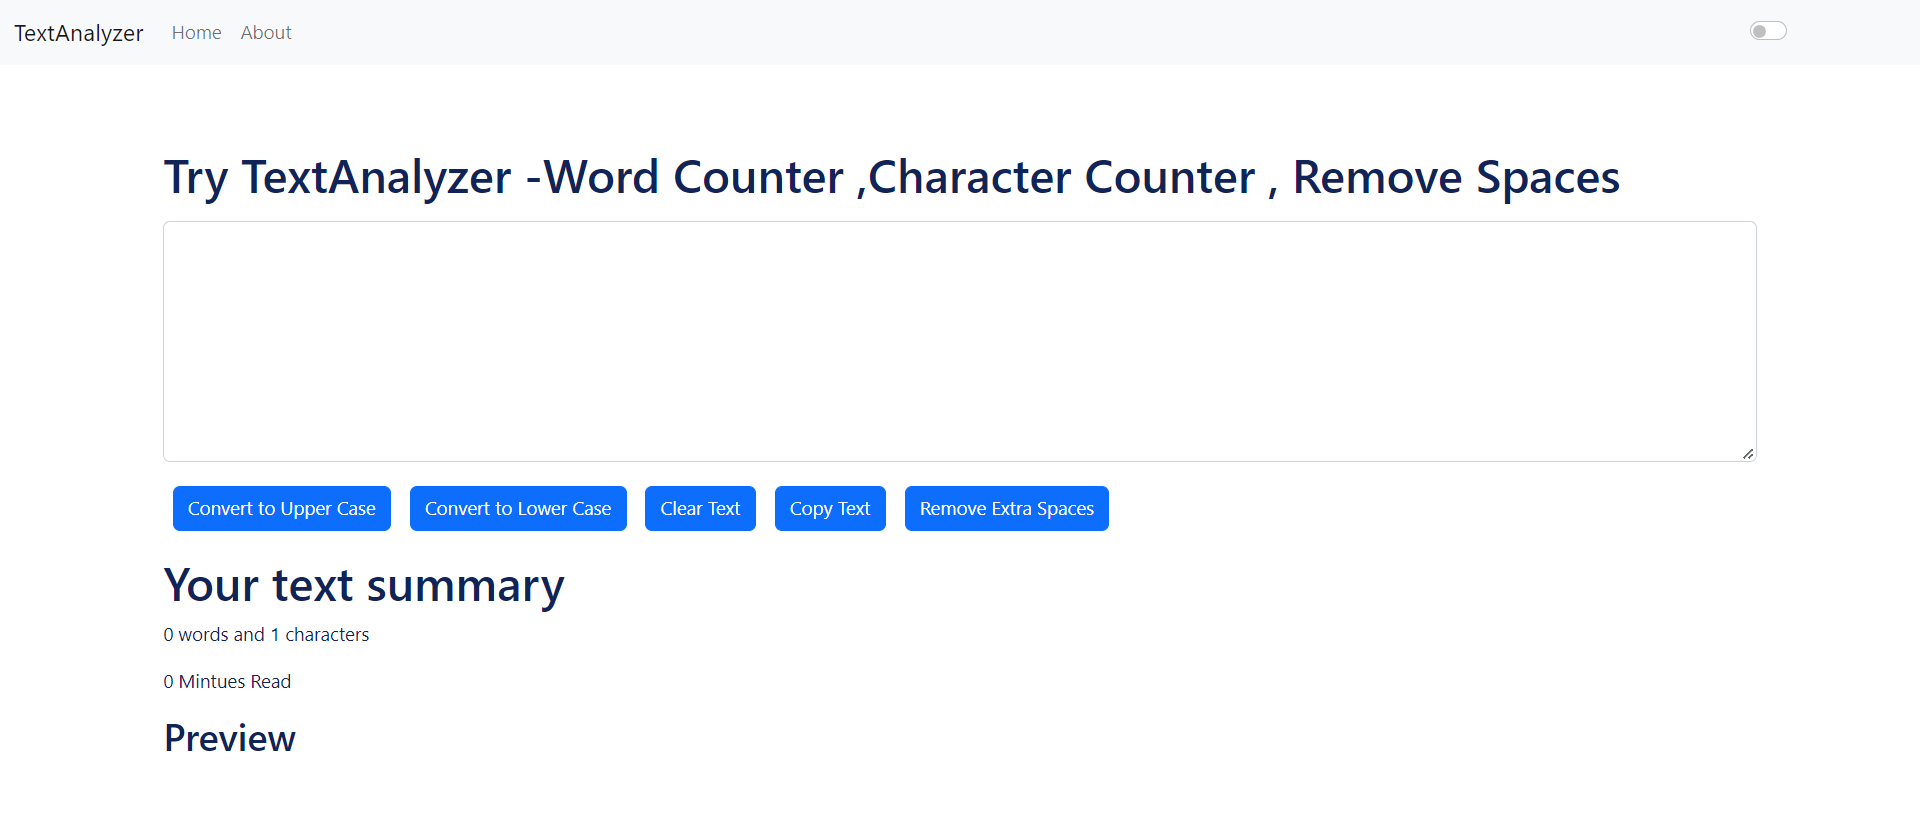 TextAnalyzer Home About
Try TextAnalyzer -Word Counter ,Character Counter , Remove Spaces
Convert to Upper Case Convert to Lower Case Clear Text Copy Text Remove Extra Spaces
Your text summary
0 words and 1 characters
0 Mintues Read
Preview